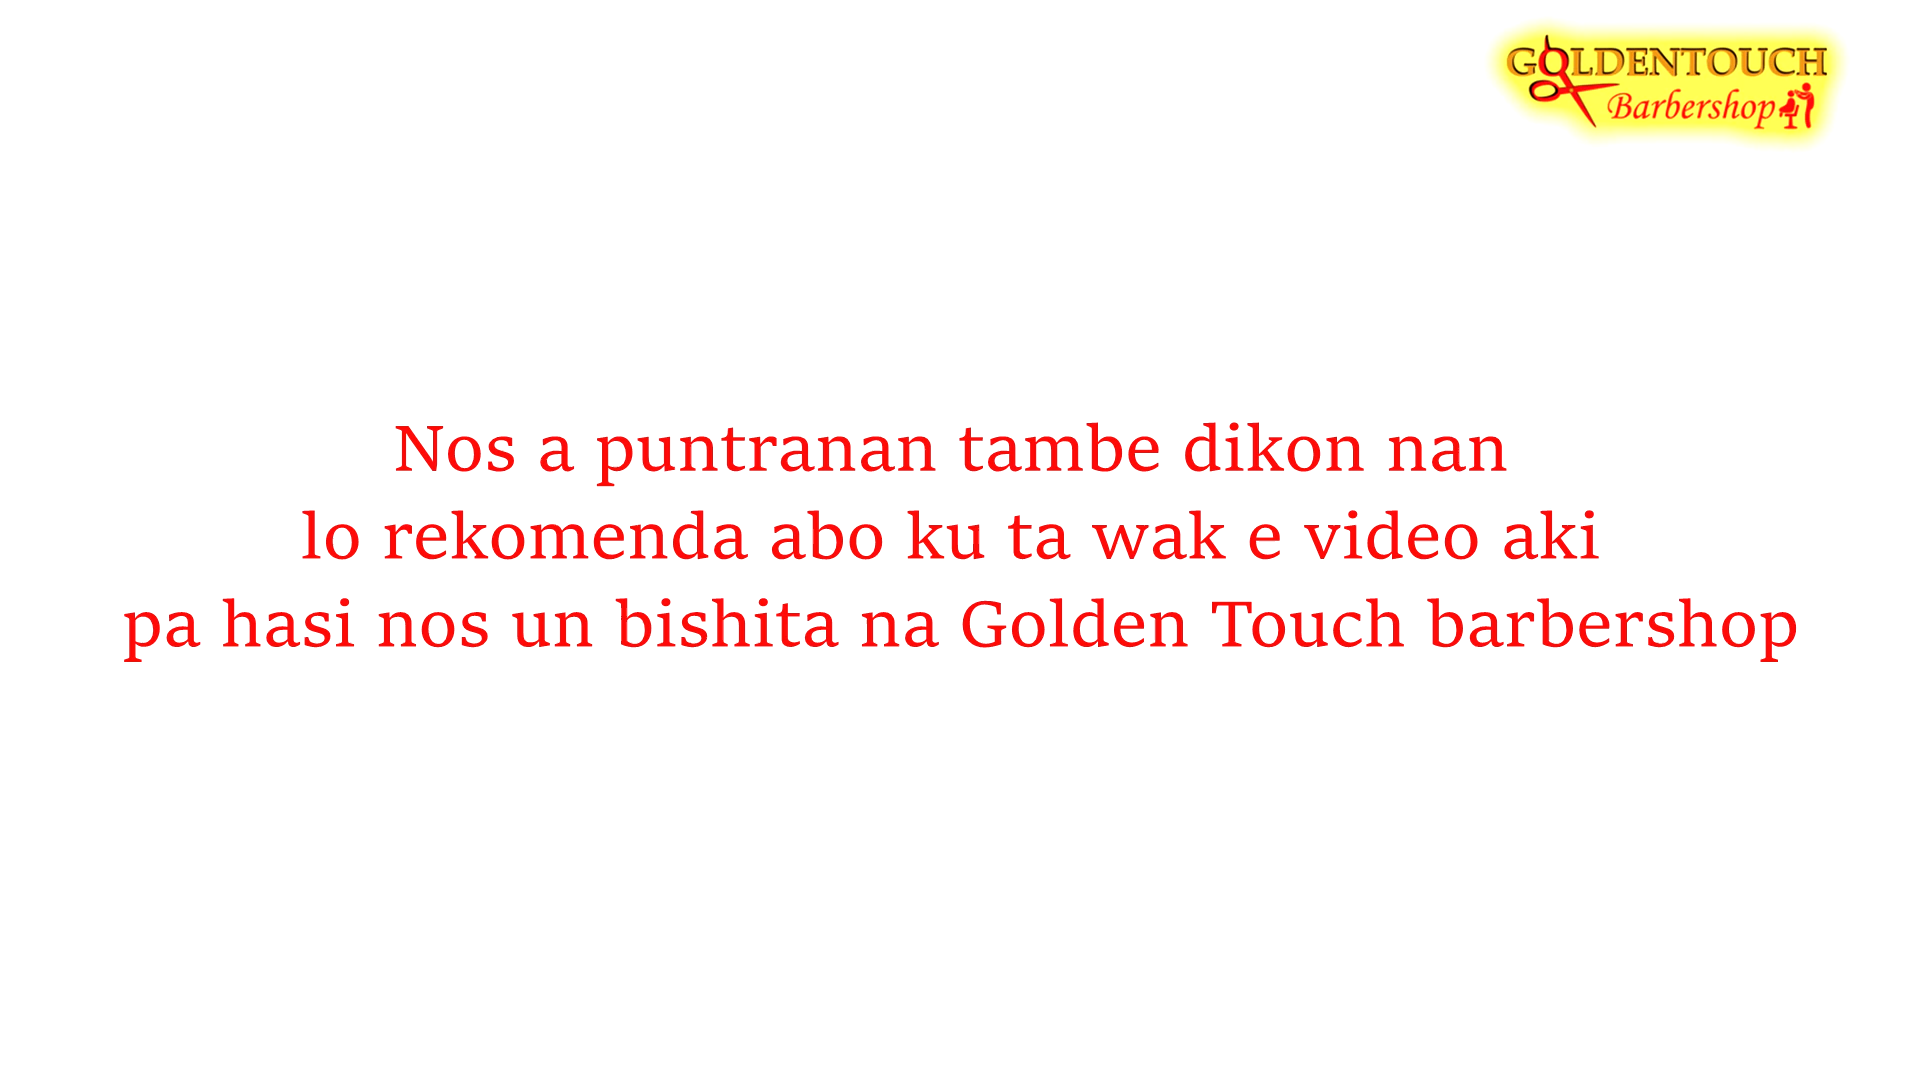 GOLDENTOUCH
Barbershop
Nos a puntranan tambe dikon nan
lo rekomenda abo ku ta wak e video aki
pa hasi nos un bishita na Golden Touch barbershop